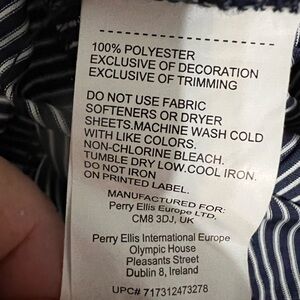 100% POLYESTER
EXCLUSIVE OF DECORATION
EXCLUSIVE OF TRIMMING
DO NOT USE FABRIC
SOFTENERS OR DRYER
SHEETS.MACHINE WASH COLD
WITH LIKE COLORS.
NON-CHLORINE BLEACH.
TUMBLE DRY LOW.COOL IRON.
DO NOT IRON
ON PRINTED LABEL.
MANUFACTURED FOR:
Perry Ellis Europe LTD.
CM8 3DJ, UK
Perry Ellis International Europe
Olympic House
Pleasants Street
Dublin 8, Ireland
UPC# 717312473278